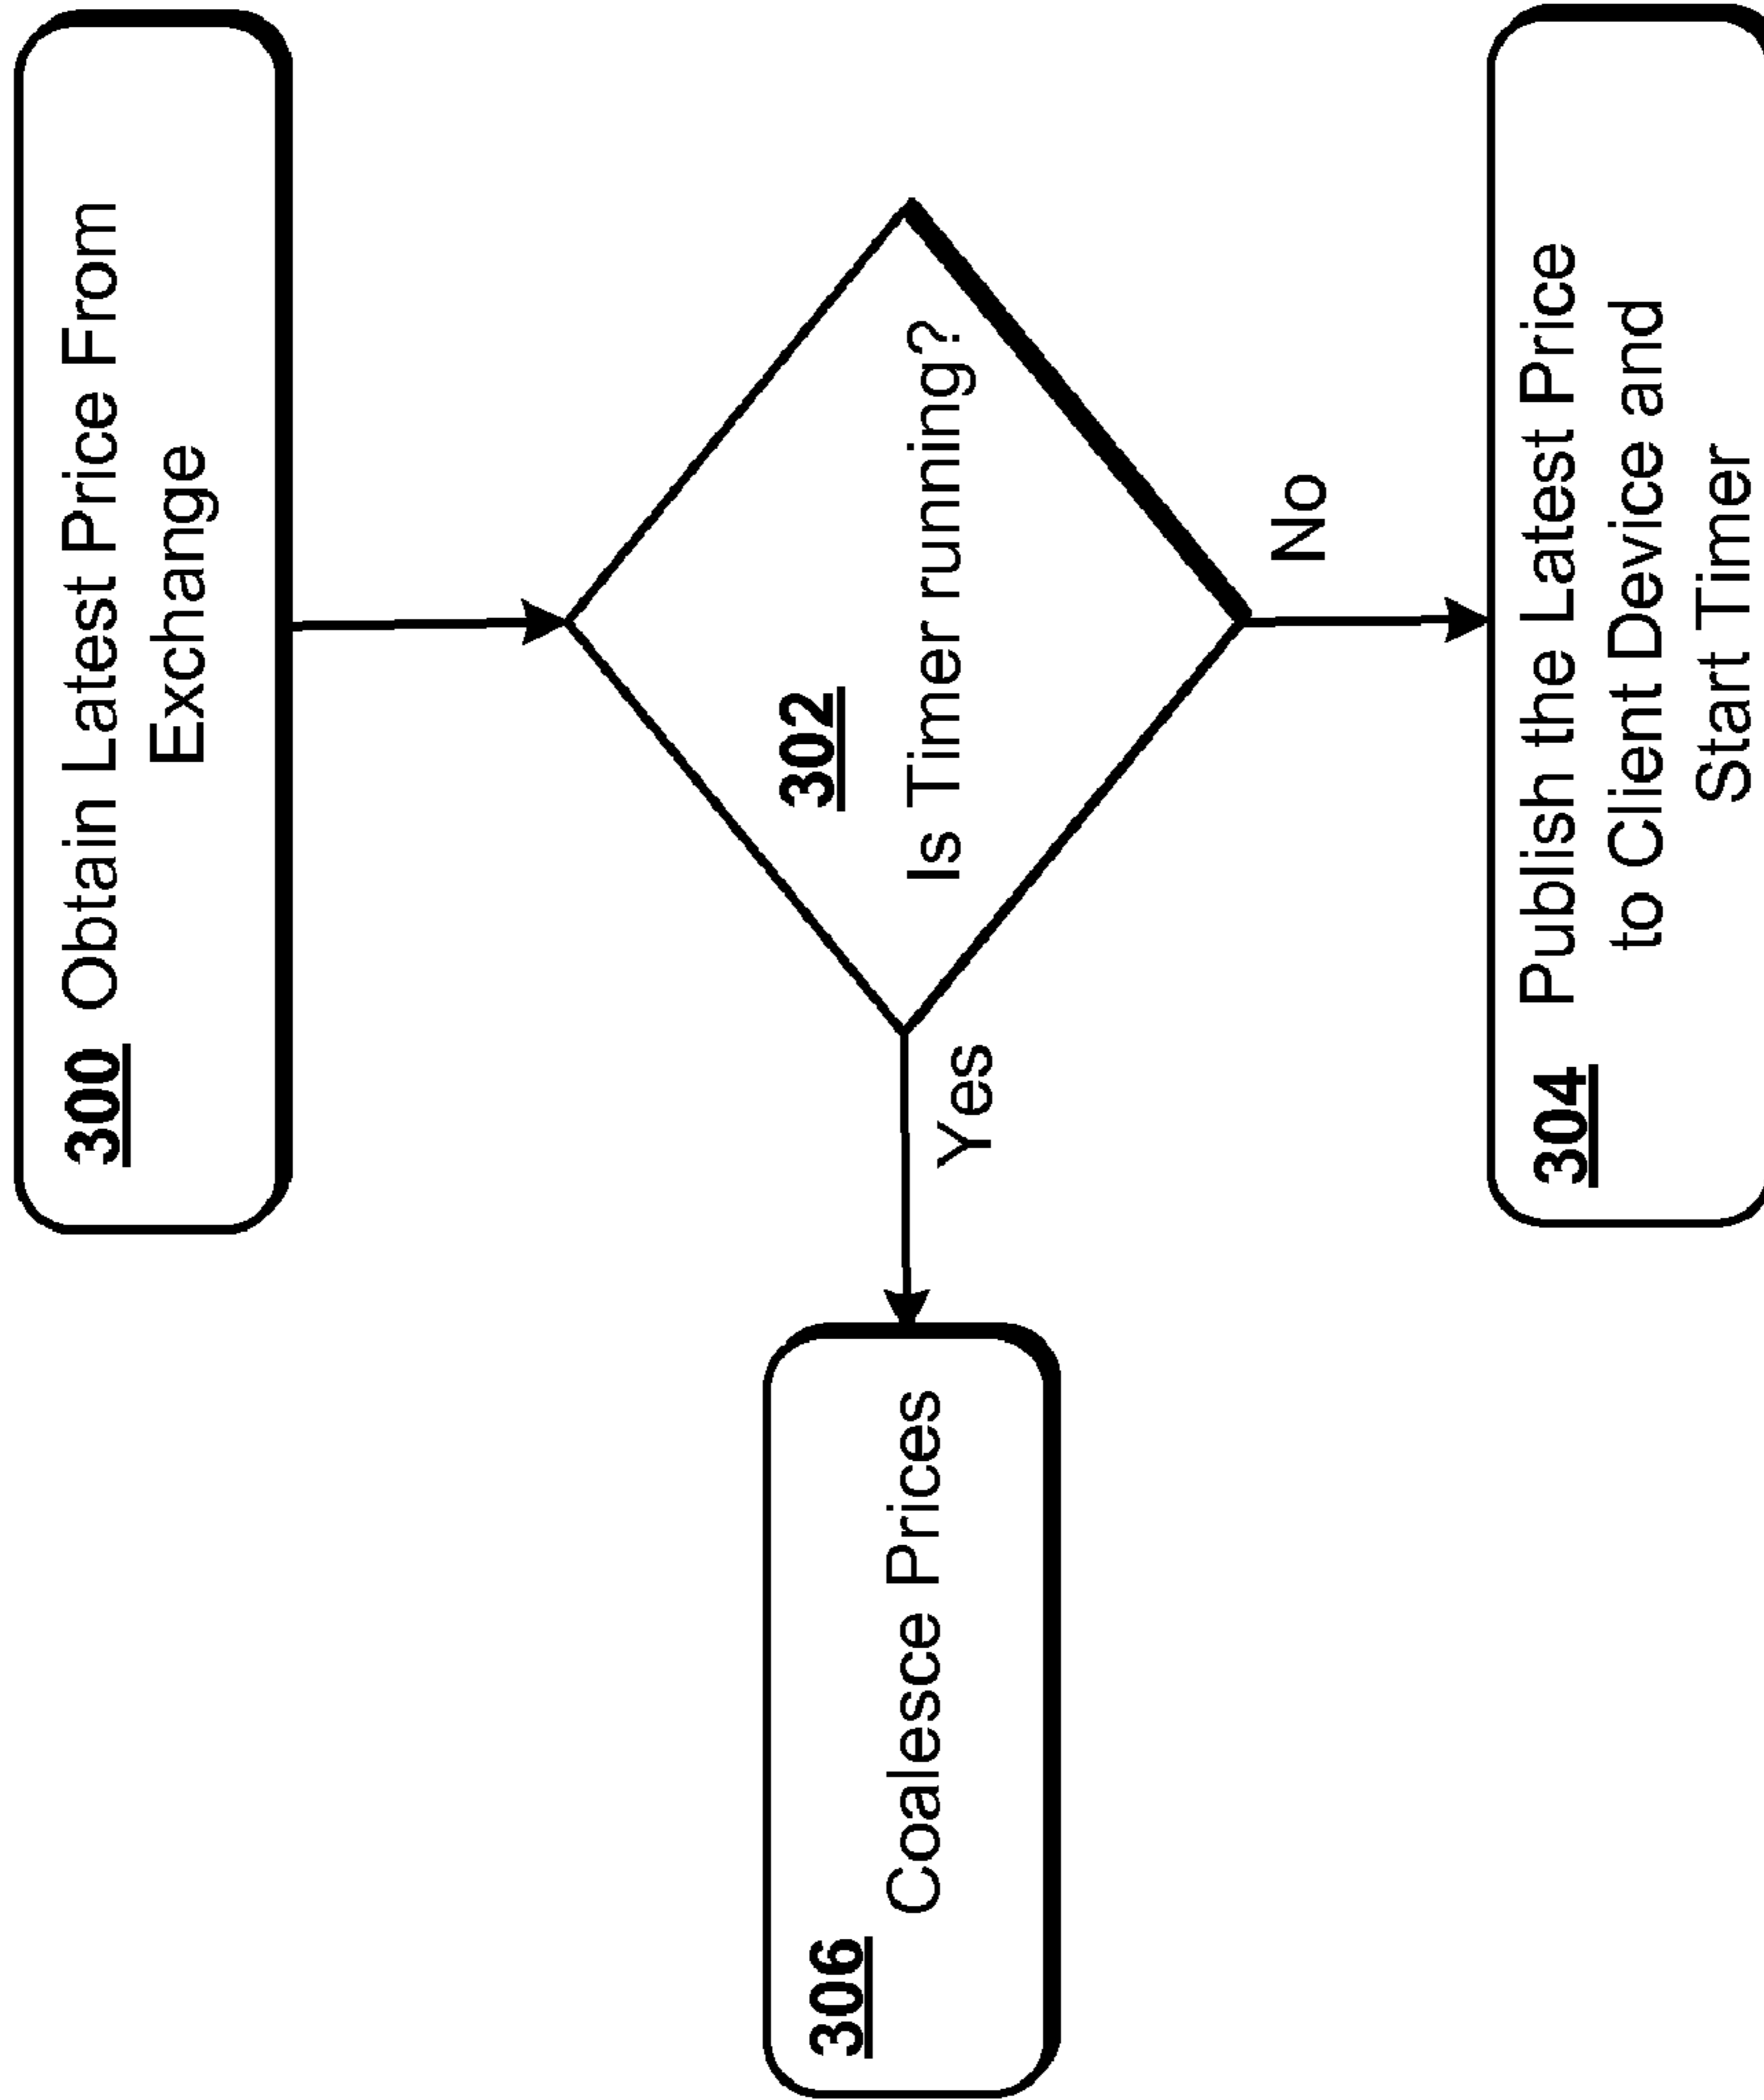 300 Obtain Latest Price From
Exchange
302
Is Timer running?
Yes
No
306
Coalesce Prices
304 Publish the Latest Price
to Client Device and
Start Timer